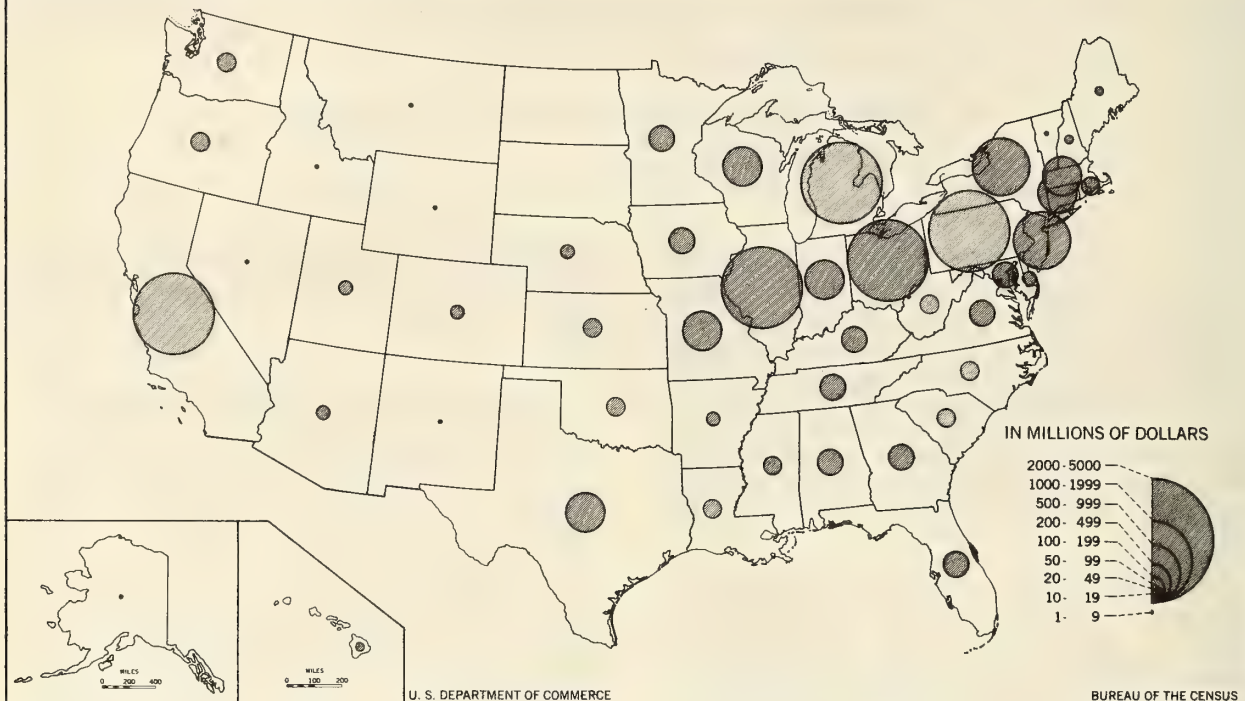 IN MILLIONS OF DOLLARS
2000 - 5000
1000 - 1999
500 - 999
200 - 499
100 - 199
50 - 99
20 - 49
10 - 19
1 - 9
MILES
0 200 400
MILES
0 100 200
U. S. DEPARTMENT OF COMMERCE
BUREAU OF THE CENSUS